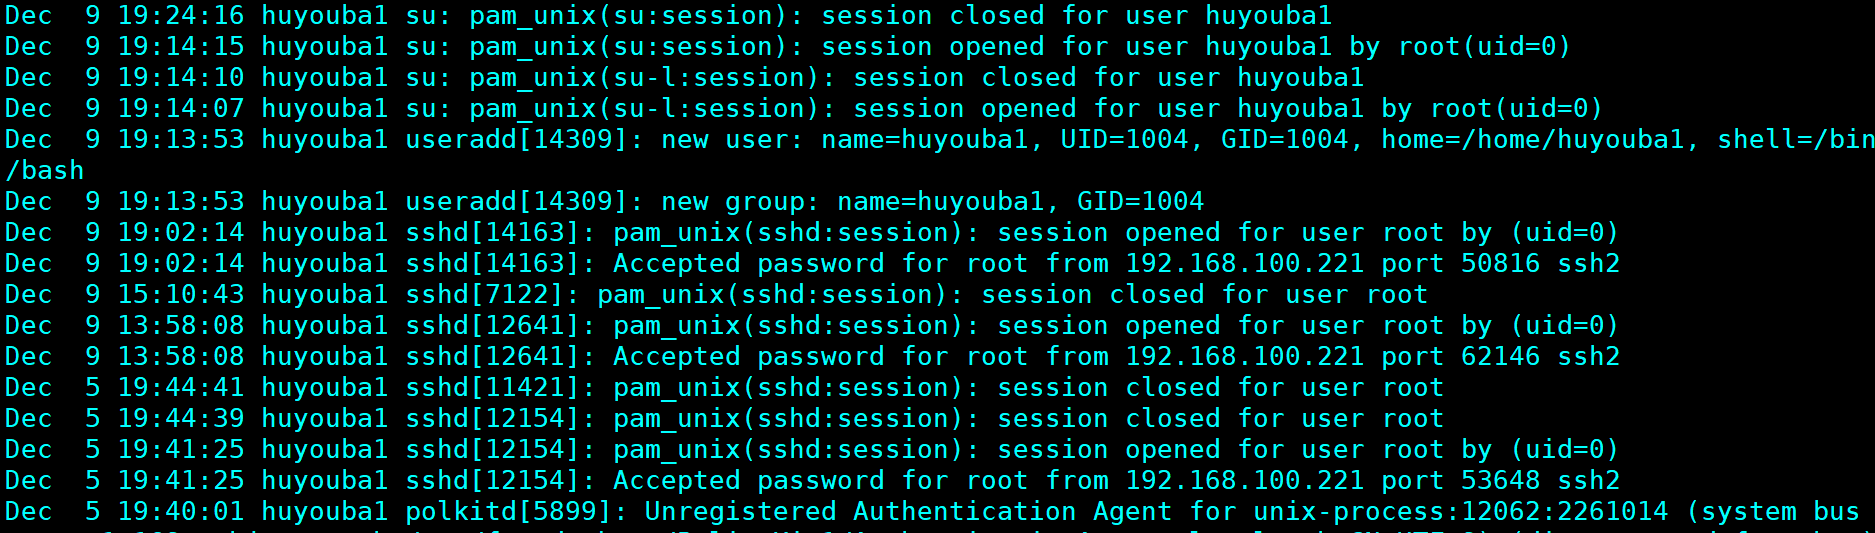 Dec  9 19:24:16 huyouba1 su: pam_unix(su:session): session closed for user huyouba1
Dec  9 19:14:15 huyouba1 su: pam_unix(su:session): session opened for user huyouba1 by root(uid=0)
Dec  9 19:14:10 huyouba1 su: pam_unix(su-l:session): session closed for user huyouba1
Dec  9 19:14:07 huyouba1 su: pam_unix(su-l:session): session opened for user huyouba1 by root(uid=0)
Dec  9 19:13:53 huyouba1 useradd[14309]: new user: name=huyouba1, UID=1004, GID=1004, home=/home/huyouba1, shell=/bin
/bash
Dec  9 19:13:53 huyouba1 useradd[14309]: new group: name=huyouba1, GID=1004
Dec  9 19:02:14 huyouba1 sshd[14163]: pam_unix(sshd:session): session opened for user root by (uid=0)
Dec  9 19:02:14 huyouba1 sshd[14163]: Accepted password for root from 192.168.100.221 port 50816 ssh2
Dec  9 15:10:43 huyouba1 sshd[7122]: pam_unix(sshd:session): session closed for user root
Dec  9 13:58:08 huyouba1 sshd[12641]: pam_unix(sshd:session): session opened for user root by (uid=0)
Dec  9 13:58:08 huyouba1 sshd[12641]: Accepted password for root from 192.168.100.221 port 62146 ssh2
Dec  5 19:44:41 huyouba1 sshd[11421]: pam_unix(sshd:session): session closed for user root
Dec  5 19:44:39 huyouba1 sshd[12154]: pam_unix(sshd:session): session closed for user root
Dec  5 19:41:25 huyouba1 sshd[12154]: pam_unix(sshd:session): session opened for user root by (uid=0)
Dec  5 19:41:25 huyouba1 sshd[12154]: Accepted password for root from 192.168.100.221 port 53648 ssh2
Dec  5 19:40:01 huyouba1 polkitd[5899]: Unregistered Authentication Agent for unix-process:12062:2261014 (system bus